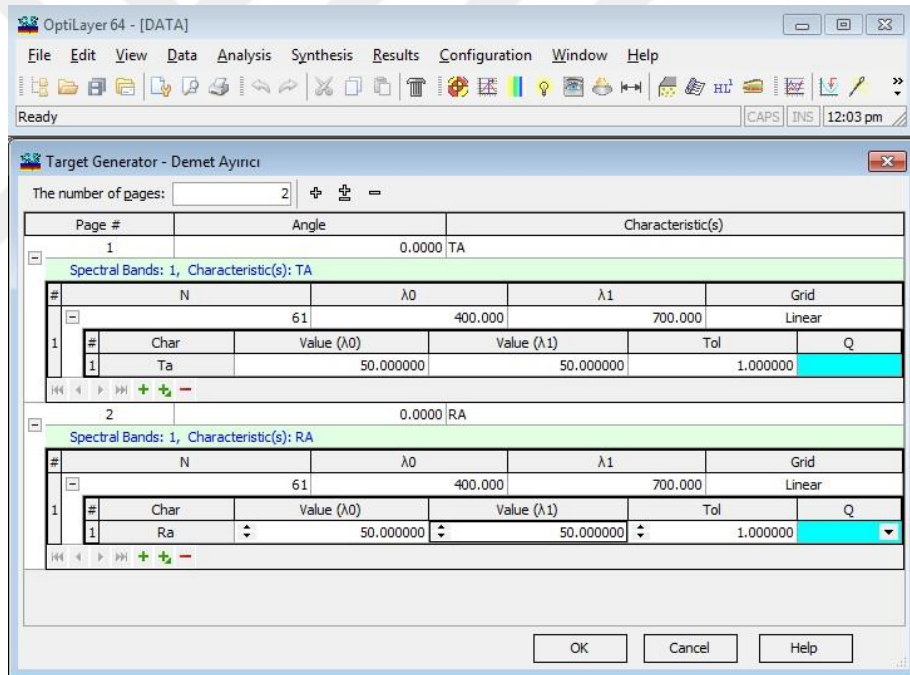 OptiLayer64 - [DATA]
File Edit View Data Analysis Synthesis Results Configuration Window Help
Ready CAPS INS 12:03 pm
Target Generator - Demet Ayırıcı
The number of pages: 2
Page # Angle Characteristic(s)
1 0.0000 TA
Spectral Bands: 1, Characteristic(s): TA
# N λ0 λ1 Grid
61 400.000 700.000 Linear
1 # Char Value (λ0) Value (λ1) Tol Q
1 Ta 50.000000 50.000000 1.000000
2 0.0000 RA
Spectral Bands: 1, Characteristic(s): RA
# N λ0 λ1 Grid
61 400.000 700.000 Linear
1 # Char Value (λ0) Value (λ1) Tol Q
1 Ra 50.000000 50.000000 1.000000
OK Cancel Help